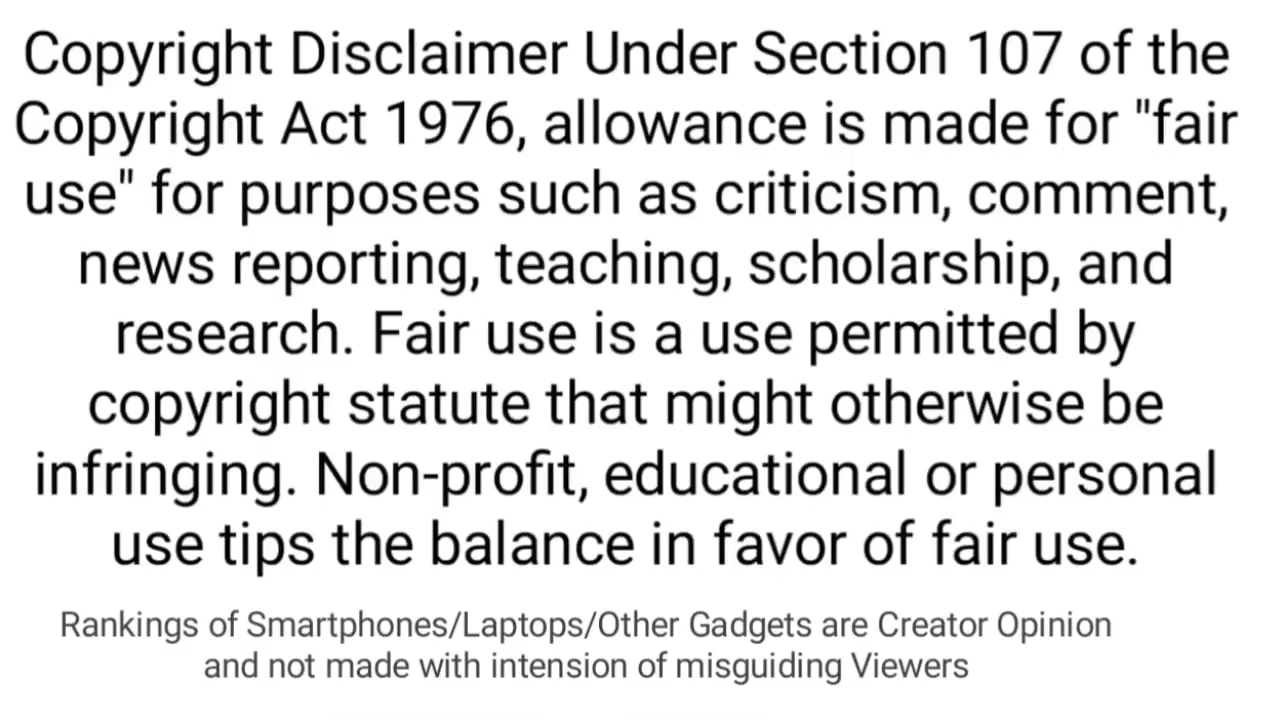 Copyright Disclaimer Under Section 107 of the
Copyright Act 1976, allowance is made for "fair
use" for purposes such as criticism, comment,
news reporting, teaching, scholarship, and
research. Fair use is a use permitted by
copyright statute that might otherwise be
infringing. Non-profit, educational or personal
use tips the balance in favor of fair use.
Rankings of Smartphones/Laptops/Other Gadgets are Creator Opinion
and not made with intension of misguiding Viewers